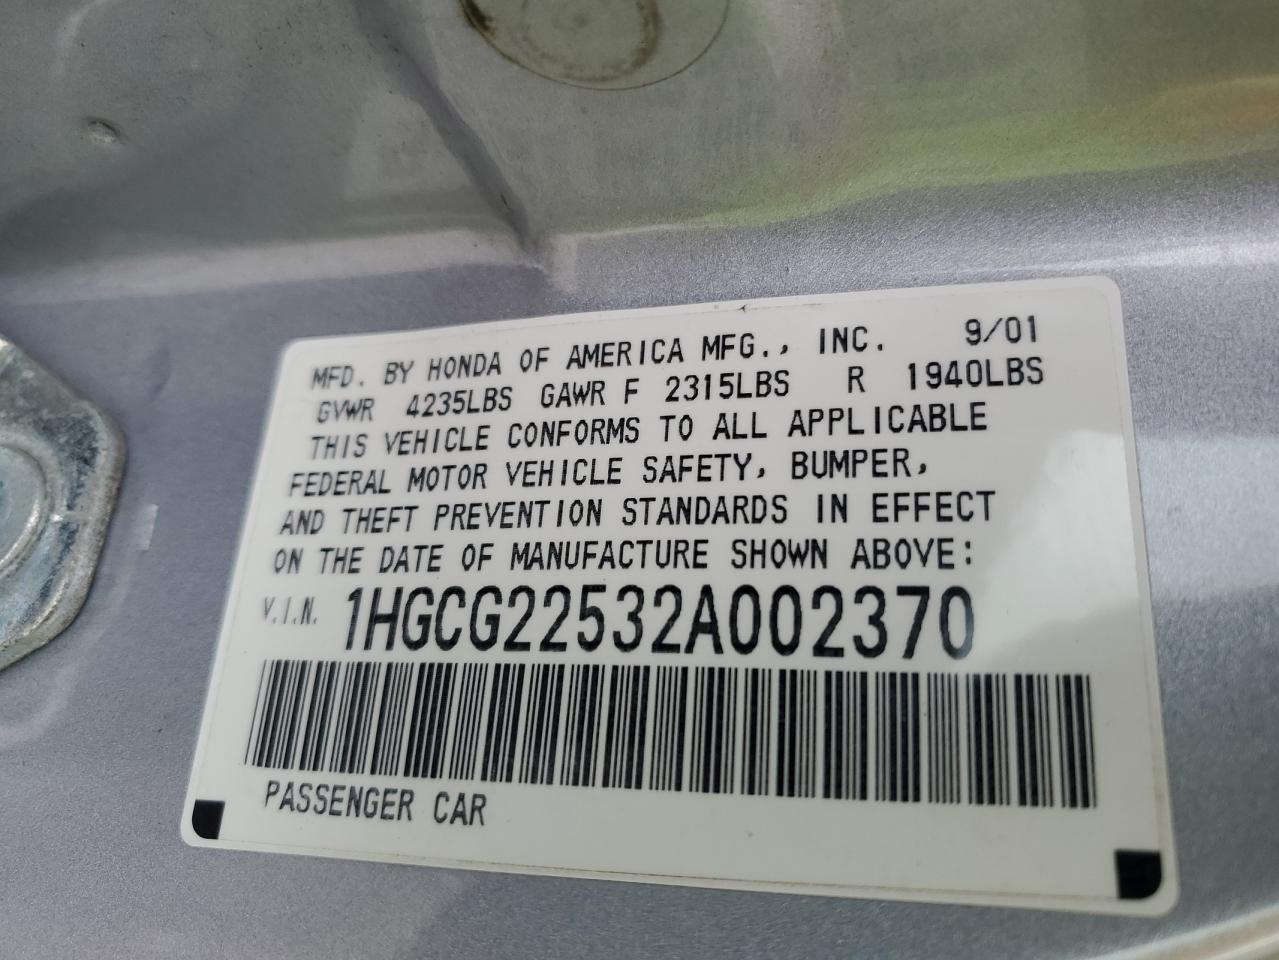 MFD. BY HONDA OF AMERICA MFG., INC. 9/01
GVWR 4235LBS GAWR F 2315LBS R 1940LBS
THIS VEHICLE CONFORMS TO ALL APPLICABLE
FEDERAL MOTOR VEHICLE SAFETY, BUMPER,
AND THEFT PREVENTION STANDARDS IN EFFECT
ON THE DATE OF MANUFACTURE SHOWN ABOVE:
V.I.N. 1HGCG22532A002370
PASSENGER CAR